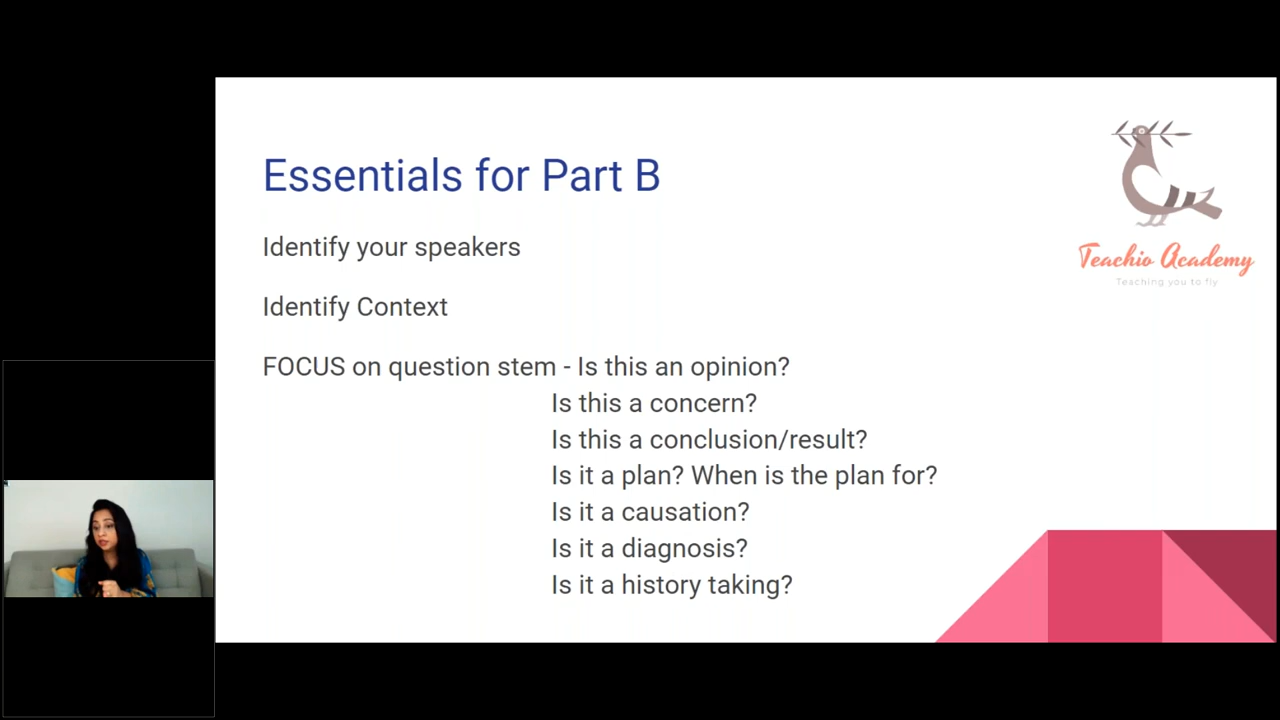 Essentials for Part B
Identify your speakers
Identify Context
FOCUS on question stem - Is this an opinion?
Is this a concern?
Is this a conclusion/result?
Is it a plan? When is the plan for?
Is it a causation?
Is it a diagnosis?
Is it a history taking?
Teachio Academy
Teaching you to fly